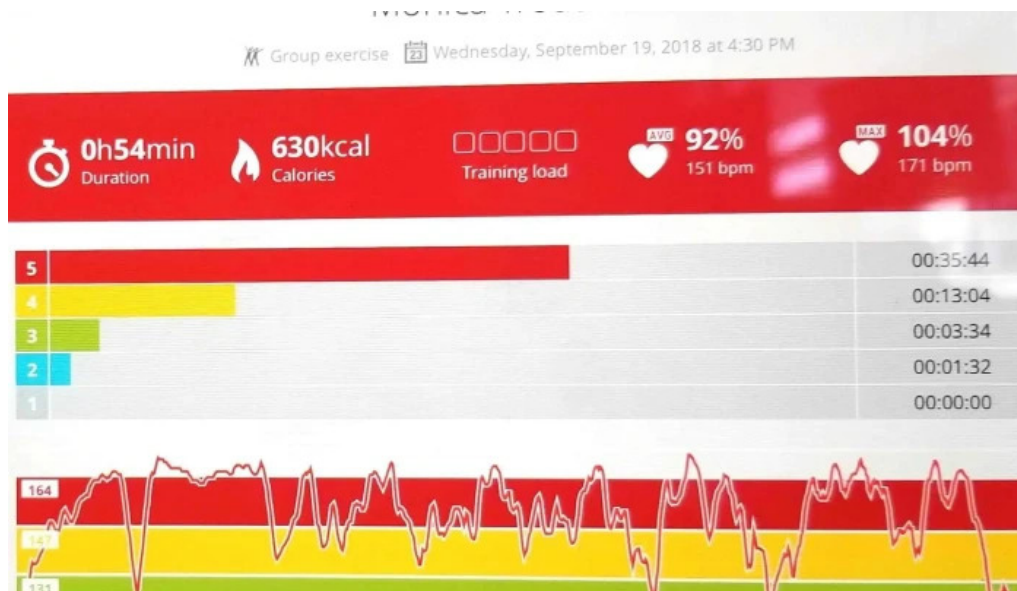 Group exercise 23 Wednesday, September 19, 2018 at 4:30 PM
0h54min 630kcal AVG 92% MAX 104%
Duration Calories Training load 151 bpm 171 bpm
5 00:35:44
4 00:13:04
3 00:03:34
2 00:01:32
1 00:00:00
164
147
131